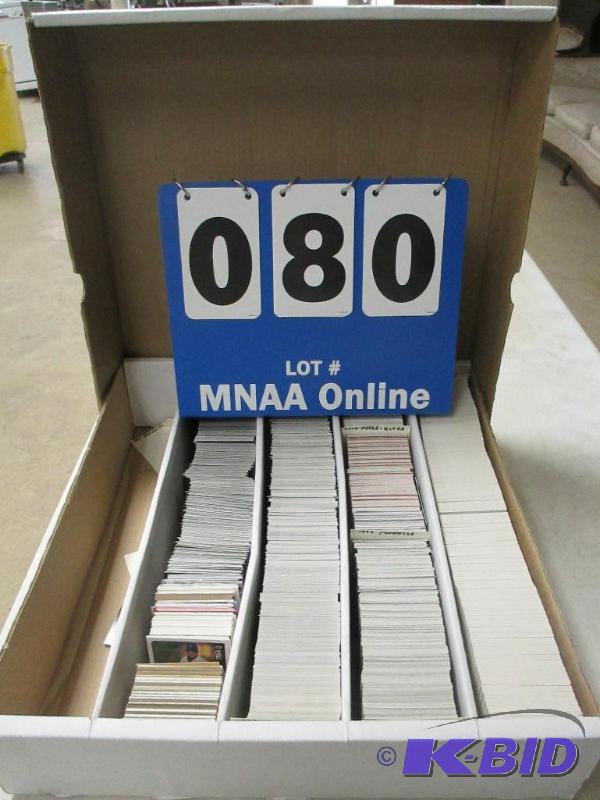 080
LOT #
MNAA Online
© K-BID